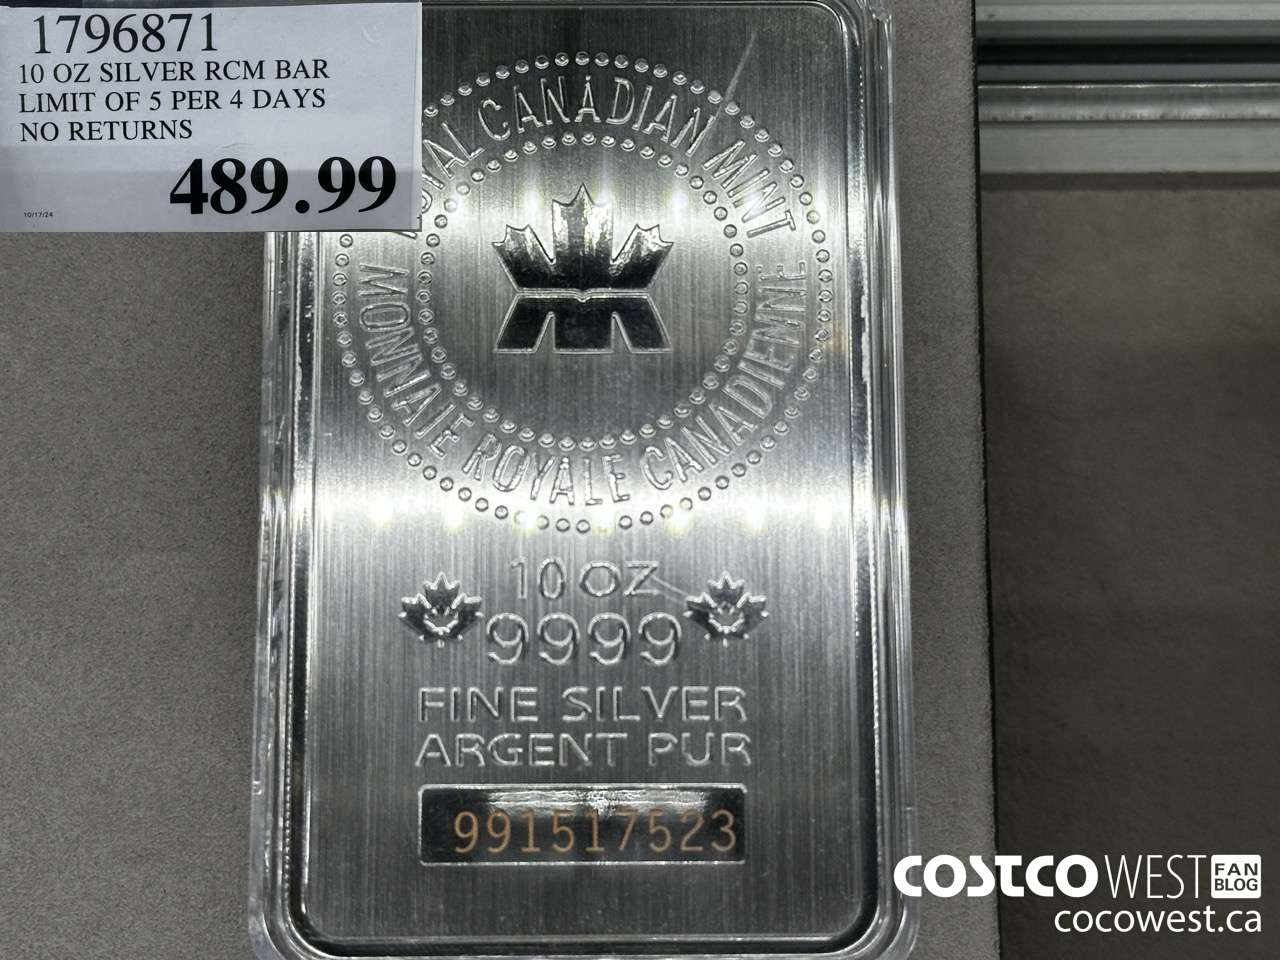 1796871
10 OZ SILVER RCM BAR
LIMIT OF 5 PER 4 DAYS
NO RETURNS
489.99
10/17/24
CANADIAN MINT
MONNAIE ROYALE CANADIENNE
10 OZ
9999
FINE SILVER
ARGENT PUR
991517523
COSTCO WEST FAN BLOG
cocowest.ca